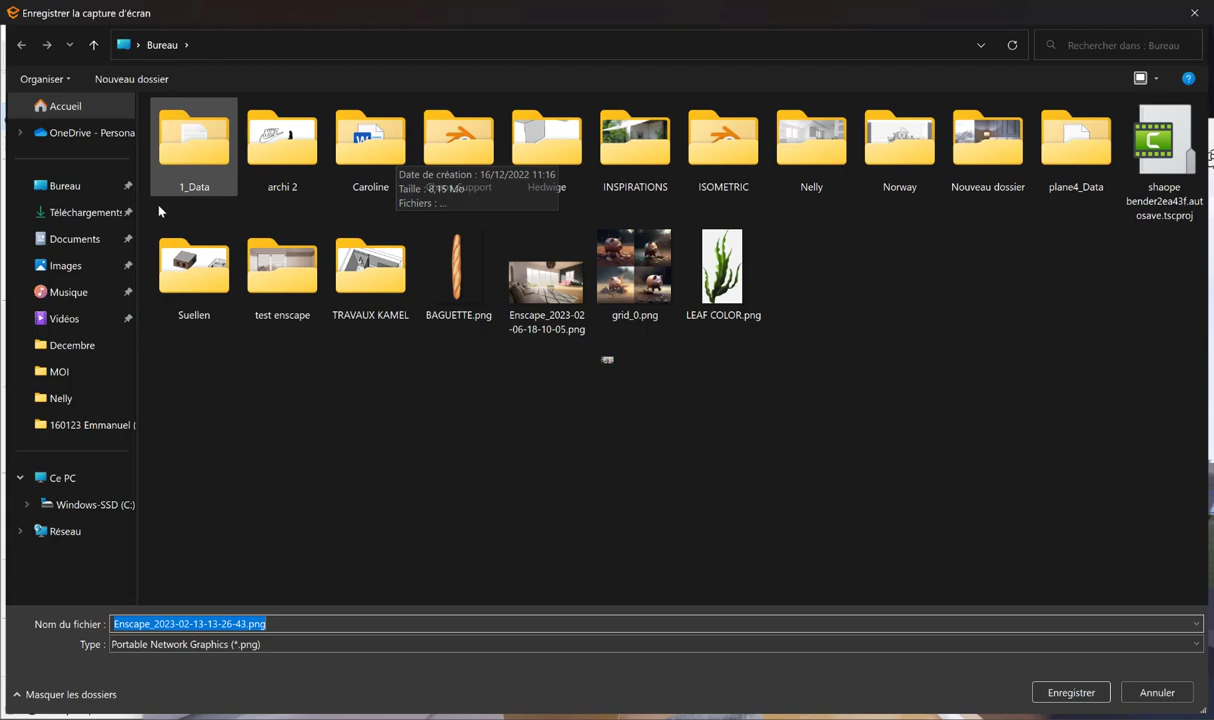 Enregistrer la capture d'écran
Bureau
Rechercher dans : Bureau
Organiser
Nouveau dossier
Accueil
OneDrive - Persona
Bureau
Téléchargements
Documents
Images
Musique
Vidéos
Decembre
MOI
Nelly
160123 Emmanuel (
Ce PC
Windows-SSD (C:)
Réseau
1_Data
archi 2
Caroline
Support
Hedwige
INSPIRATIONS
ISOMETRIC
Nelly
Norway
Nouveau dossier
plane4_Data
shaope
bender2ea43f.aut
osave.tscproj
Date de création : 16/12/2022 11:16
Taille : 8,15 Mo
Fichiers : ...
Suellen
test enscape
TRAVAUX KAMEL
BAGUETTE.png
Enscape_2023-02
-06-18-10-05.png
grid_0.png
LEAF COLOR.png
Nom du fichier :
Enscape_2023-02-13-13-26-43.png
Type :
Portable Network Graphics (*.png)
Masquer les dossiers
Enregistrer
Annuler